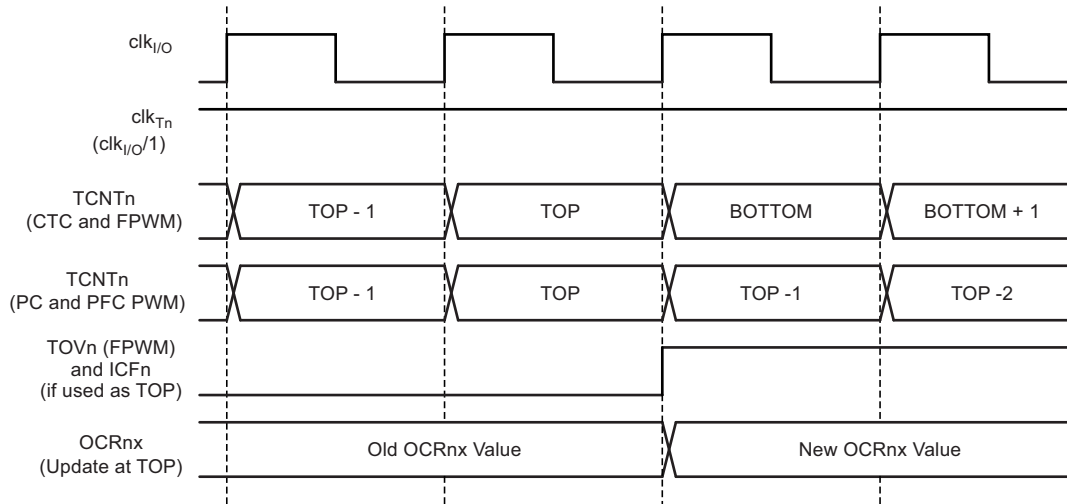 clkI/O
clkTn
(clkI/O/1)
TCNTn
(CTC and FPWM)
TOP - 1
TOP
BOTTOM
BOTTOM + 1
TCNTn
(PC and PFC PWM)
TOP - 1
TOP
TOP -1
TOP -2
TOVn (FPWM)
and ICFn
(if used as TOP)
OCRnx
(Update at TOP)
Old OCRnx Value
New OCRnx Value